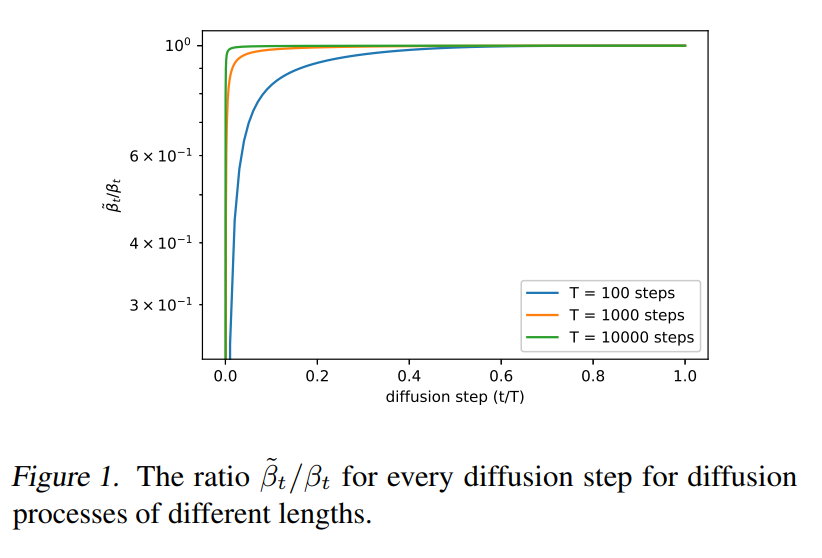 10⁰
6 × 10⁻¹
4 × 10⁻¹
3 × 10⁻¹
β̃ₜ/βₜ
T = 100 steps
T = 1000 steps
T = 10000 steps
0.0 0.2 0.4 0.6 0.8 1.0
diffusion step (t/T)
Figure 1. The ratio β̃ₜ/βₜ for every diffusion step for diffusion
processes of different lengths.